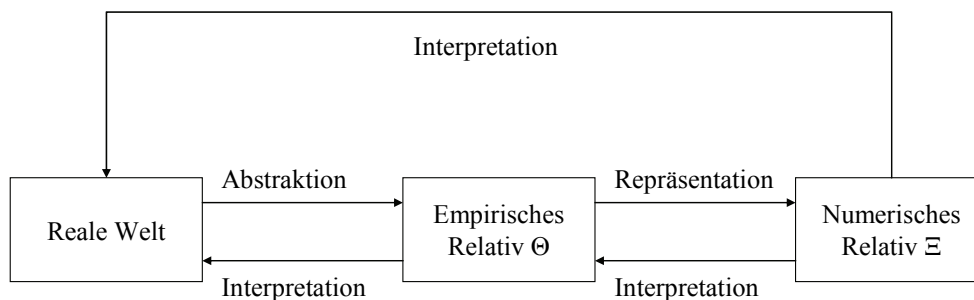 Interpretation
Abstraktion
Repräsentation
Reale Welt
Empirisches
Relativ Θ
Numerisches
Relativ Ξ
Interpretation
Interpretation